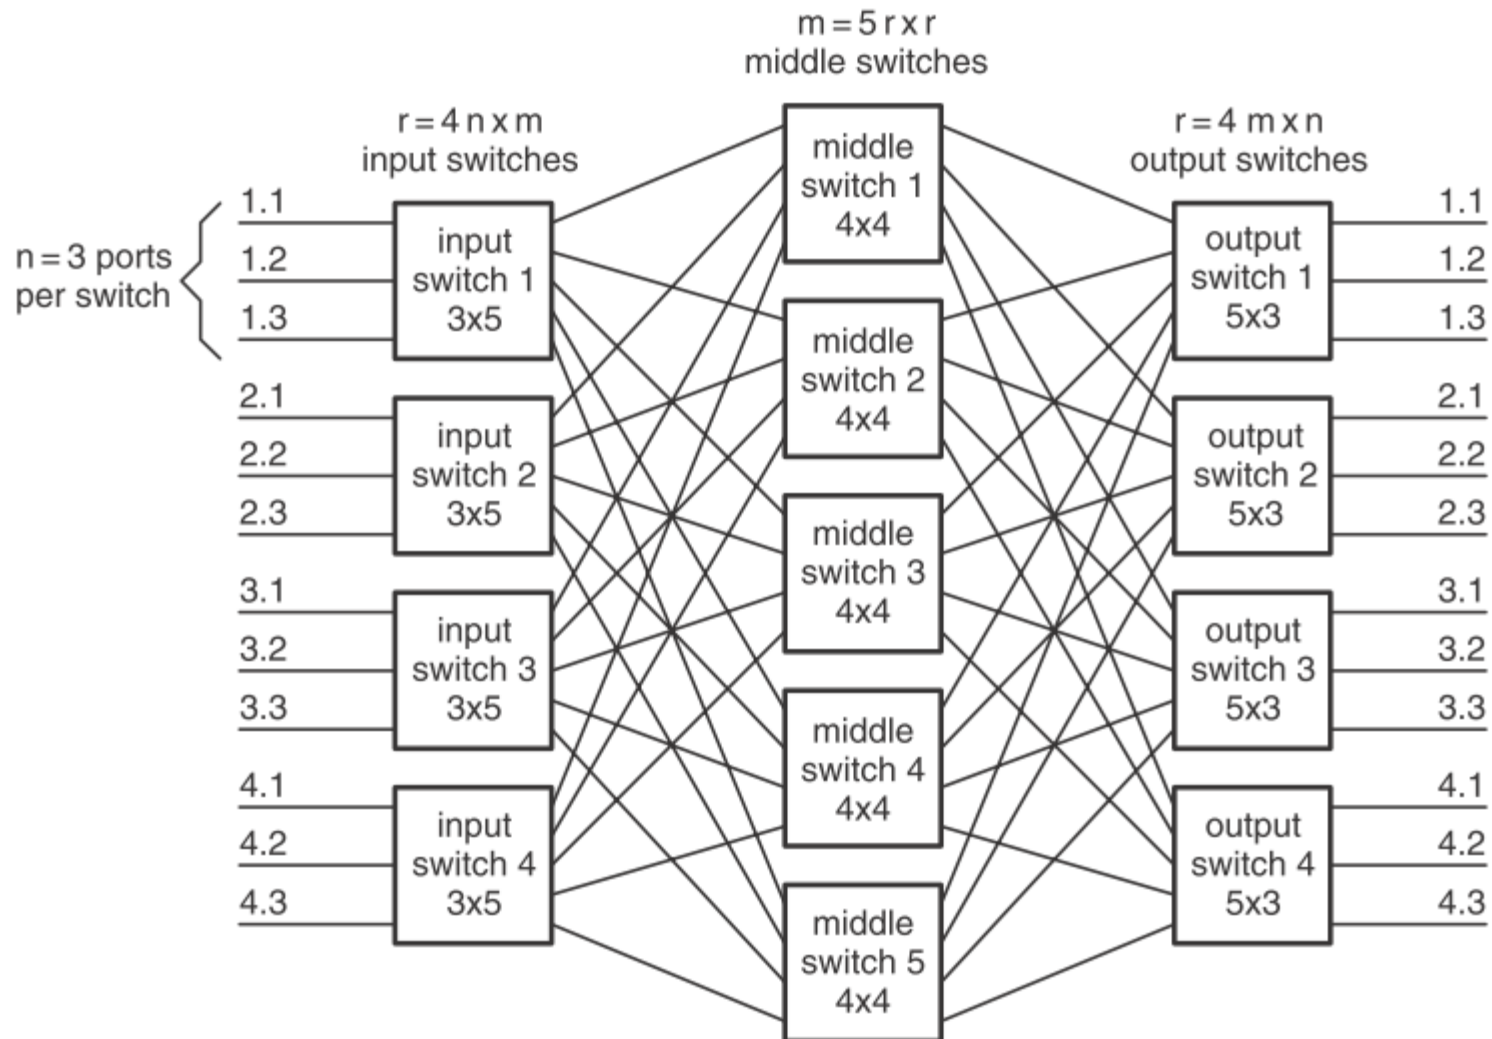 m = 5 r x r
middle switches
r = 4 n x m
input switches
r = 4 m x n
output switches
n = 3 ports
per switch
1.1
1.2
1.3
2.1
2.2
2.3
3.1
3.2
3.3
4.1
4.2
4.3
input
switch 1
3x5
input
switch 2
3x5
input
switch 3
3x5
input
switch 4
3x5
middle
switch 1
4x4
middle
switch 2
4x4
middle
switch 3
4x4
middle
switch 4
4x4
middle
switch 5
4x4
output
switch 1
5x3
output
switch 2
5x3
output
switch 3
5x3
output
switch 4
5x3
1.1
1.2
1.3
2.1
2.2
2.3
3.1
3.2
3.3
4.1
4.2
4.3